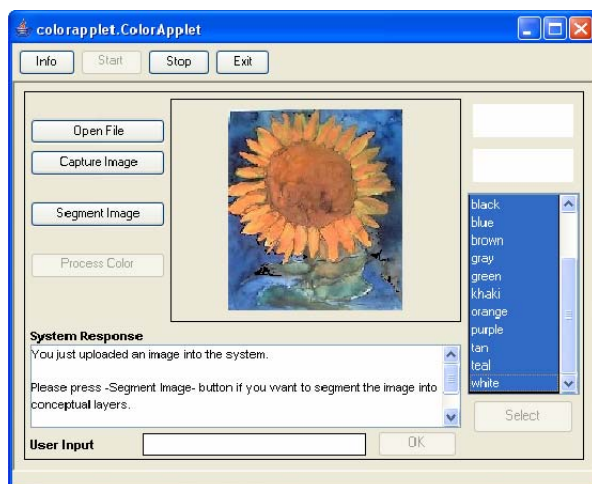 colorapplet.ColorApplet
Info Start Stop Exit
Open File
Capture Image
Segment Image
Process Color
black
blue
brown
gray
green
khaki
orange
purple
tan
teal
white
Select
System Response
You just uploaded an image into the system.
Please press -Segment Image- button if you want to segment the image into
conceptual layers.
User Input OK